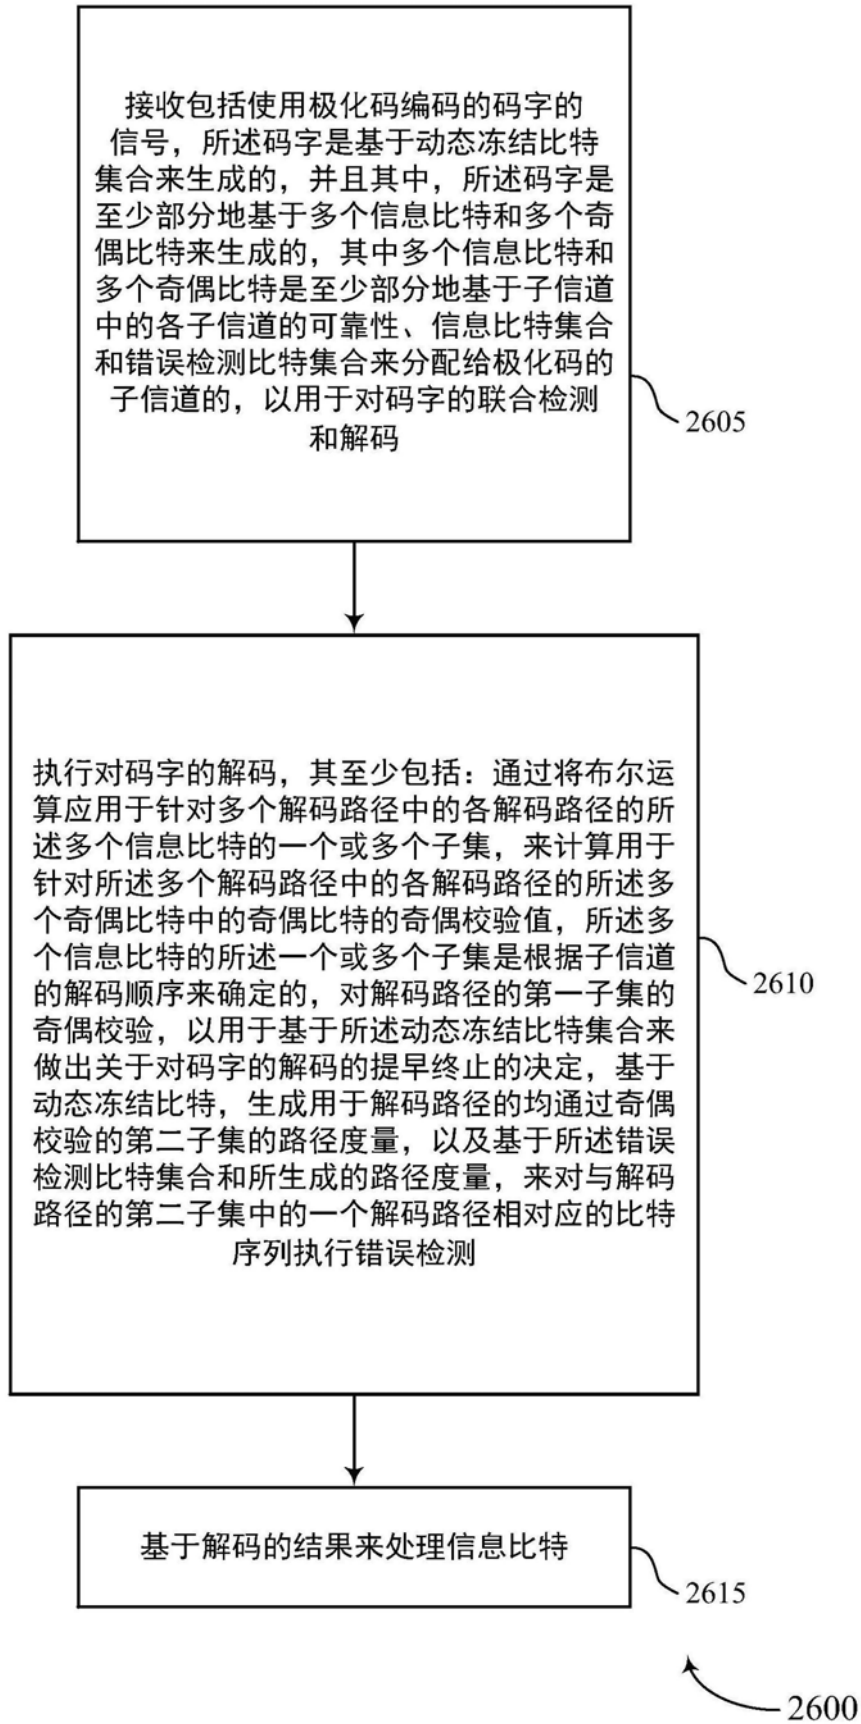 接收包括使用极化码编码的码字的
信号，所述码字是基于动态冻结比特
集合来生成的，并且其中，所述码字是
至少部分地基于多个信息比特和多个奇
偶比特来生成的，其中多个信息比特和
多个奇偶比特是至少部分地基于子信道
中的各子信道的可靠性、信息比特集合
和错误检测比特集合来分配给极化码的
子信道的，以用于对码字的联合检测
和解码
2605
执行对码字的解码，其至少包括：通过将布尔运
算应用于针对多个解码路径中的各解码路径的所
述多个信息比特的一个或多个子集，来计算用于
针对所述多个解码路径中的各解码路径的所述多
个奇偶比特中的奇偶比特的奇偶校验值，所述多
个信息比特的所述一个或多个子集是根据子信道
的解码顺序来确定的，对解码路径的第一子集的
奇偶校验，以用于基于所述动态冻结比特集合来
做出关于对码字的解码的提早终止的决定，基于
动态冻结比特，生成用于解码路径的均通过奇偶
校验的第二子集的路径度量，以及基于所述错误
检测比特集合和所生成的路径度量，来对与解码
路径的第二子集中的一个解码路径相对应的比特
序列执行错误检测
2610
基于解码的结果来处理信息比特
2615
2600